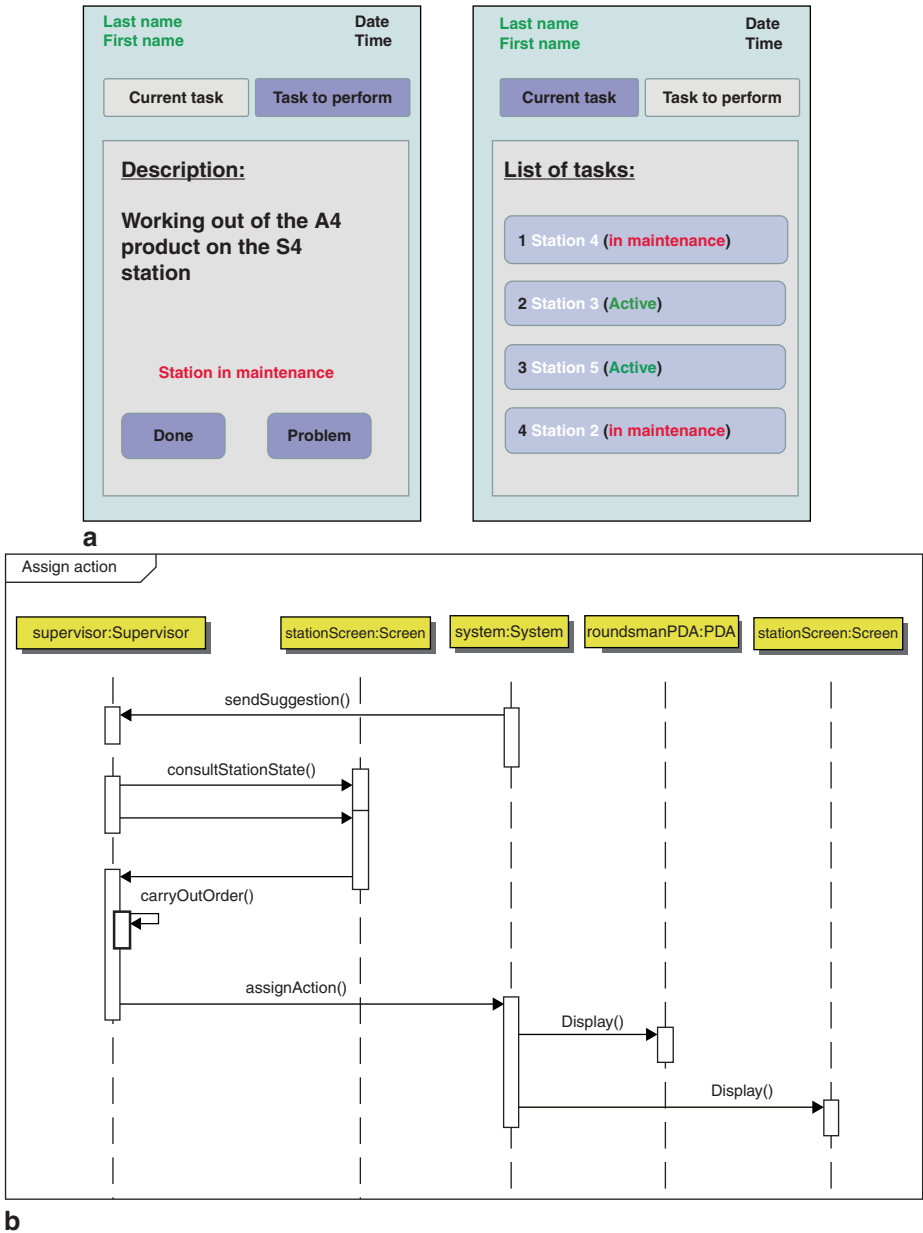 Last name
First name
Date
Time
Current task
Task to perform
Description:
Working out of the A4
product on the S4
station
Station in maintenance
Done
Problem
Last name
First name
Date
Time
Current task
Task to perform
List of tasks:
1 Station 4 (in maintenance)
2 Station 3 (Active)
3 Station 5 (Active)
4 Station 2 (in maintenance)
a
Assign action
supervisor:Supervisor
stationScreen:Screen
system:System
roundsmanPDA:PDA
stationScreen:Screen
sendSuggestion()
consultStationState()
carryOutOrder()
assignAction()
Display()
Display()
b